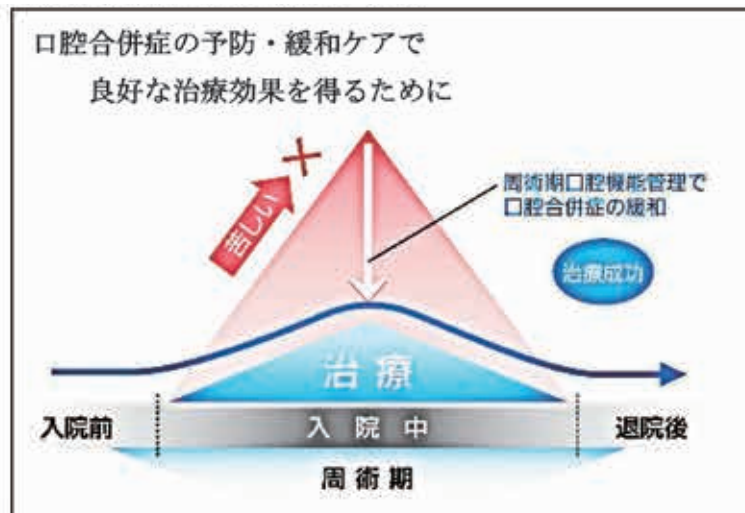 口腔合併症の予防・緩和ケアで
良好な治療効果を得るために
苦しい
周術期口腔機能管理で
口腔合併症の緩和
治療成功
治療
入院前
入院中
退院後
周術期